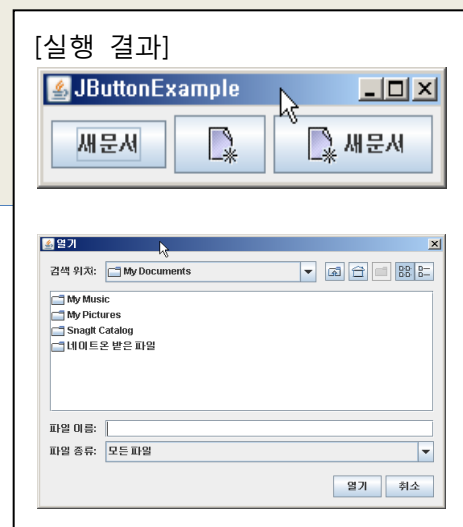 [실행 결과]
JButtonExample
새문서 새문서
열기
검색 위치: My Documents
My Music
My Pictures
SnagIt Catalog
네이트온 받은 파일
파일 이름:
파일 종류: 모든 파일
열기 취소